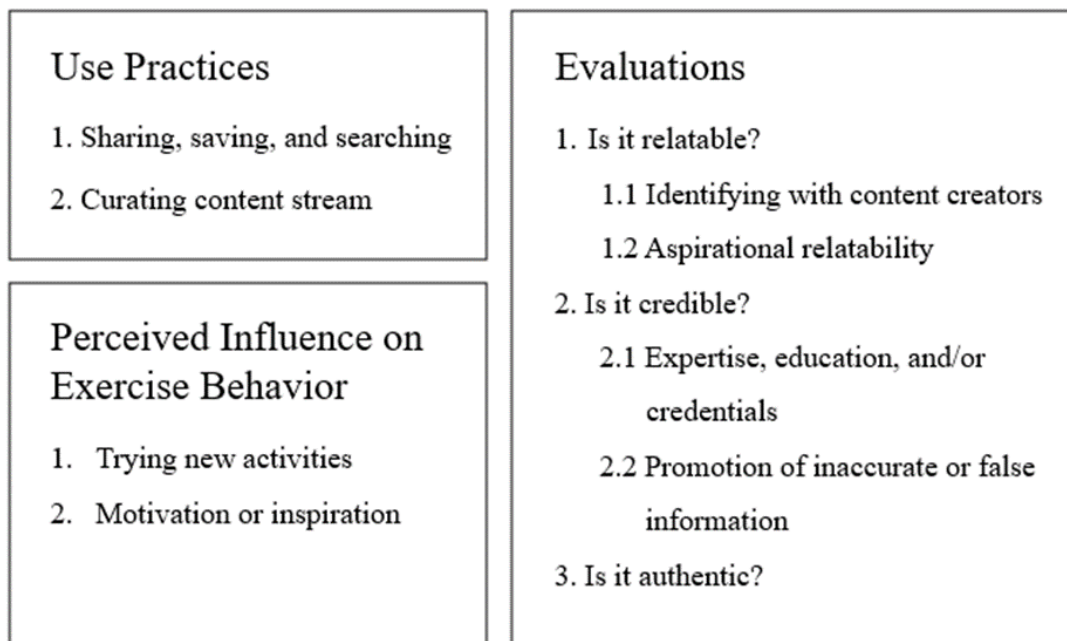 Use Practices
1. Sharing, saving, and searching
2. Curating content stream
Perceived Influence on
Exercise Behavior
1. Trying new activities
2. Motivation or inspiration
Evaluations
1. Is it relatable?
1.1 Identifying with content creators
1.2 Aspirational relatability
2. Is it credible?
2.1 Expertise, education, and/or
credentials
2.2 Promotion of inaccurate or false
information
3. Is it authentic?